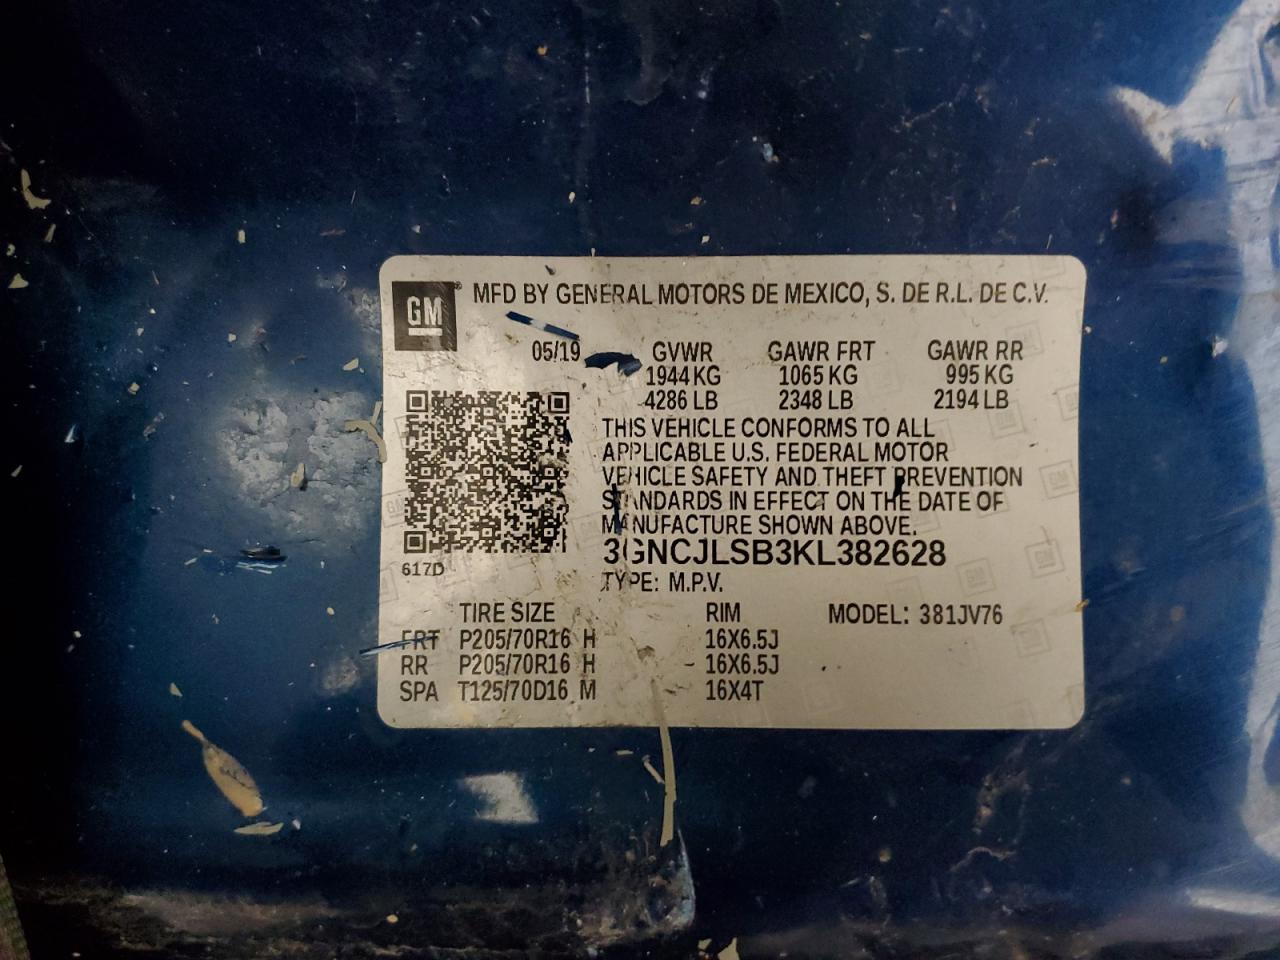 GM
MFD BY GENERAL MOTORS DE MEXICO, S. DE R.L. DE C.V.
05/19 GVWR GAWR FRT GAWR RR
1944 KG 1065 KG 995 KG
4286 LB 2348 LB 2194 LB
THIS VEHICLE CONFORMS TO ALL
APPLICABLE U.S. FEDERAL MOTOR
VEHICLE SAFETY AND THEFT PREVENTION
STANDARDS IN EFFECT ON THE DATE OF
MANUFACTURE SHOWN ABOVE.
3GNCJLSB3KL382628
617D
TYPE: M.P.V.
TIRE SIZE RIM MODEL: 381JV76
FRT P205/70R16 H 16X6.5J
RR P205/70R16 H 16X6.5J
SPA T125/70D16 M 16X4T